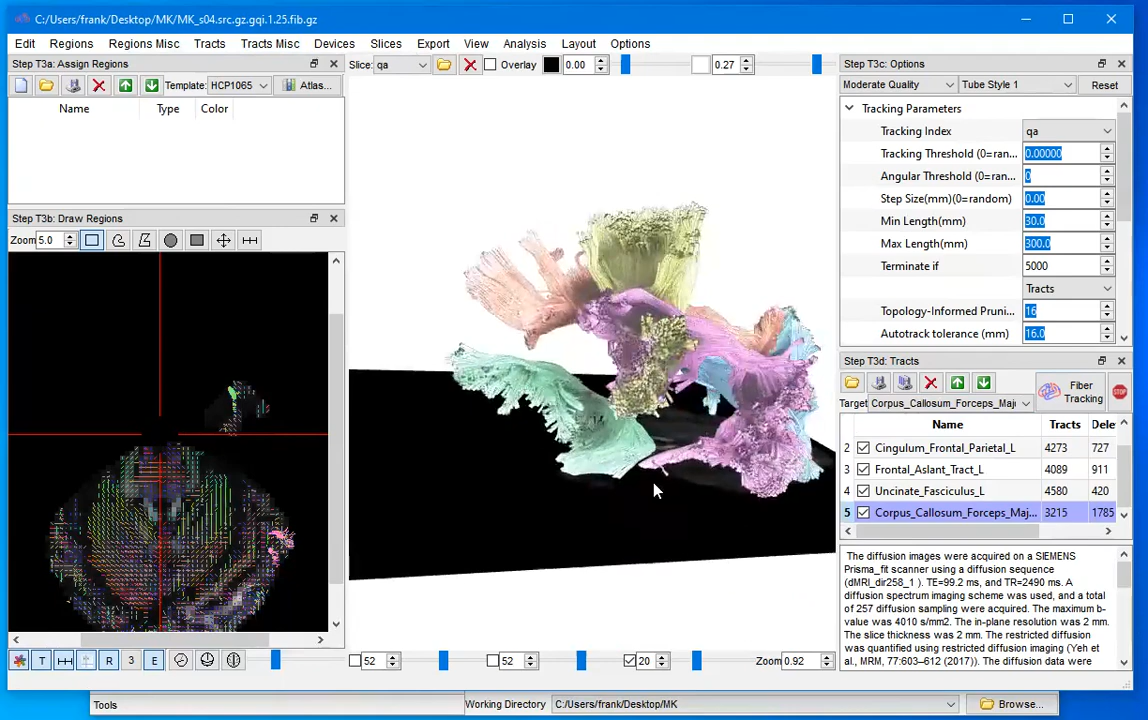 C:/Users/frank/Desktop/MK/MK_s04.src.gz.gqi.1.25.fib.gz
Edit Regions Regions Misc Tracts Tracts Misc Devices Slices Export View Analysis Layout Options
Step T3a: Assign Regions
Template: HCP1065 Atlas...
Name Type Color
Step T3b: Draw Regions
Zoom 5.0
Slice: qa Overlay 0.00 0.27
T R 3 E
52 52 20 Zoom 0.92
Step T3c: Options
Moderate Quality Tube Style 1 Reset
Tracking Parameters
Tracking Index qa
Tracking Threshold (0=ran... 0.00000
Angular Threshold (0=ran... 0
Step Size(mm)(0=random) 0.00
Min Length(mm) 30.0
Max Length(mm) 300.0
Terminate if 5000
Tracts
Topology-Informed Pruni... 16
Autotrack tolerance (mm) 16.0
Step T3d: Tracts
Fiber Tracking
STOP
Target Corpus_Callosum_Forceps_Maj
Name Tracts Dele
2 Cingulum_Frontal_Parietal_L 4273 727
3 Frontal_Aslant_Tract_L 4089 911
4 Uncinate_Fasciculus_L 4580 420
5 Corpus_Callosum_Forceps_Maj... 3215 1785
The diffusion images were acquired on a SIEMENS
Prisma_fit scanner using a diffusion sequence
(dMRI_dir258_1 ). TE=99.2 ms, and TR=2490 ms. A
diffusion spectrum imaging scheme was used, and a total
of 257 diffusion sampling were acquired. The maximum b-
value was 4010 s/mm2. The in-plane resolution was 2 mm.
The slice thickness was 2 mm. The restricted diffusion
was quantified using restricted diffusion imaging (Yeh et
al., MRM, 77:603–612 (2017)). The diffusion data were
Tools
Working Directory C:/Users/frank/Desktop/MK Browse...